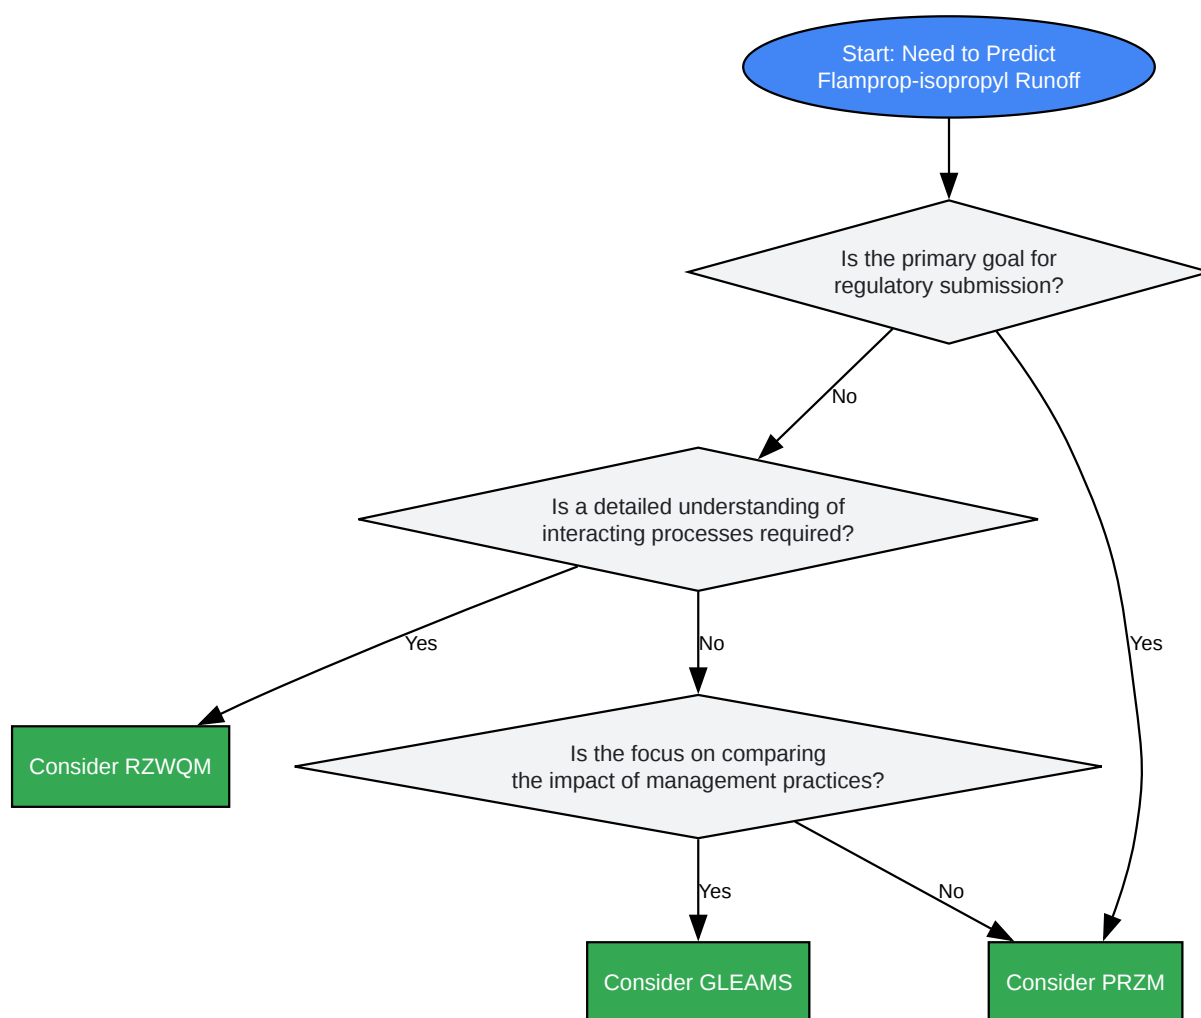 Start: Need to Predict
Flamprop-isopropyl Runoff
Is the primary goal for
regulatory submission?
No
Is a detailed understanding of
interacting processes required?
Yes
No
Yes
Is the focus on comparing
the impact of management practices?
Consider RZWQM
Yes
No
Consider GLEAMS
Consider PRZM